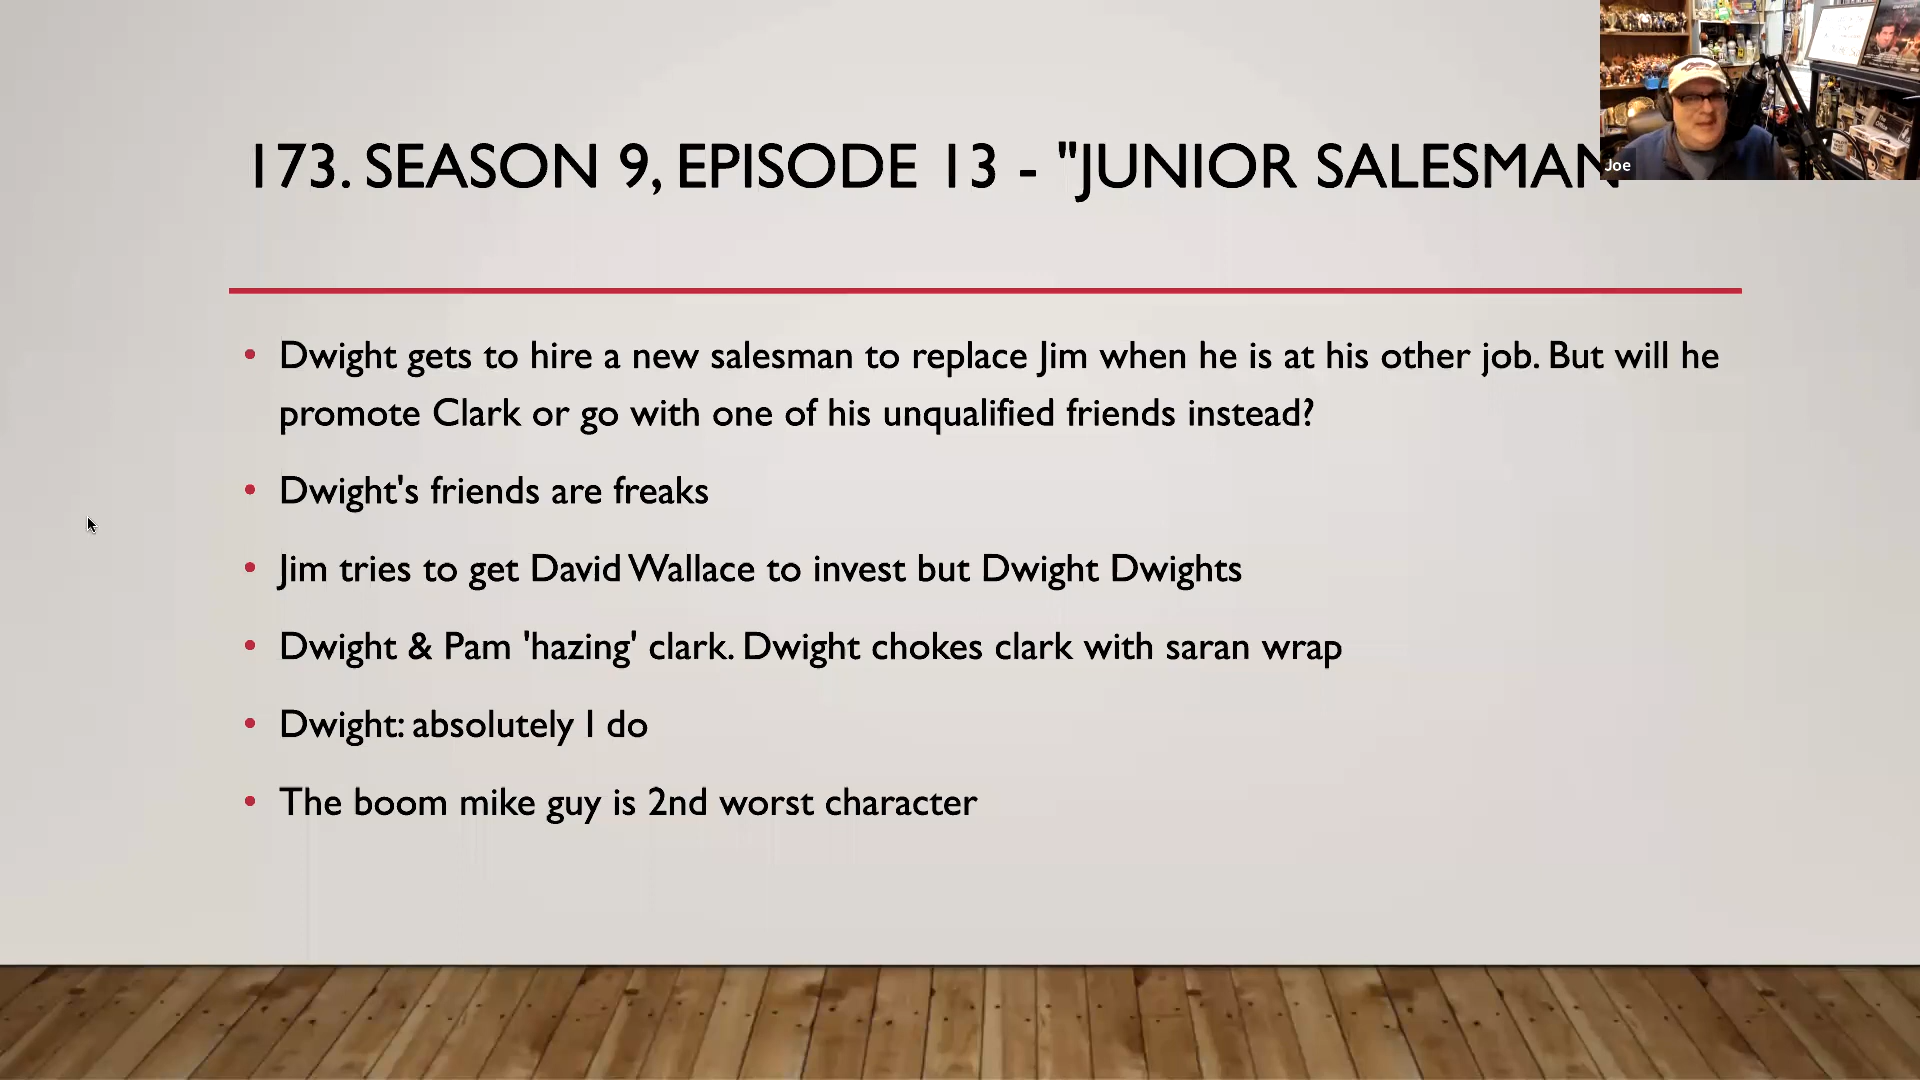 173. SEASON 9, EPISODE 13 - "JUNIOR SALESMAN
Joe
Dwight gets to hire a new salesman to replace Jim when he is at his other job. But will he
promote Clark or go with one of his unqualified friends instead?
Dwight's friends are freaks
Jim tries to get David Wallace to invest but Dwight Dwights
Dwight & Pam 'hazing' clark. Dwight chokes clark with saran wrap
Dwight: absolutely I do
The boom mike guy is 2nd worst character